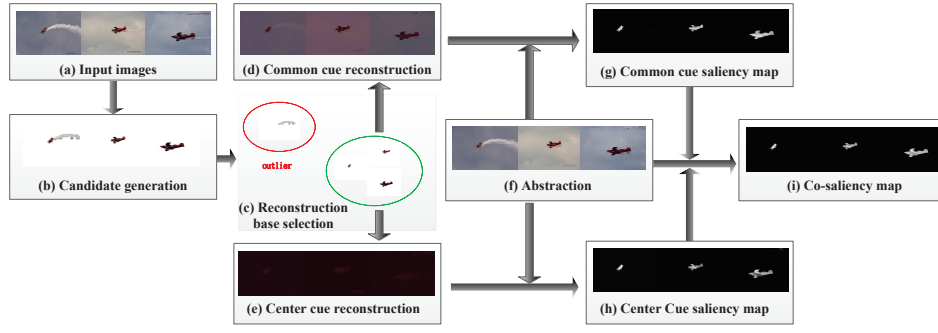 (a) Input images
(d) Common cue reconstruction
(g) Common cue saliency map
outlier
(b) Candidate generation
(c) Reconstruction
base selection
(f) Abstraction
(i) Co-saliency map
(e) Center cue reconstruction
(h) Center Cue saliency map